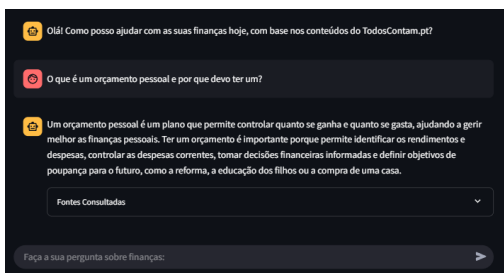 Olá! Como posso ajudar com as suas finanças hoje, com base nos conteúdos do TodosContam.pt?
O que é um orçamento pessoal e por que devo ter um?
Um orçamento pessoal é um plano que permite controlar quanto se ganha e quanto se gasta, ajudando a gerir
melhor as finanças pessoais. Ter um orçamento é importante porque permite identificar os rendimentos e
despesas, controlar as despesas correntes, tomar decisões financeiras informadas e definir objetivos de
poupança para o futuro, como a reforma, a educação dos filhos ou a compra de uma casa.
Fontes Consultadas
Faça a sua pergunta sobre finanças: